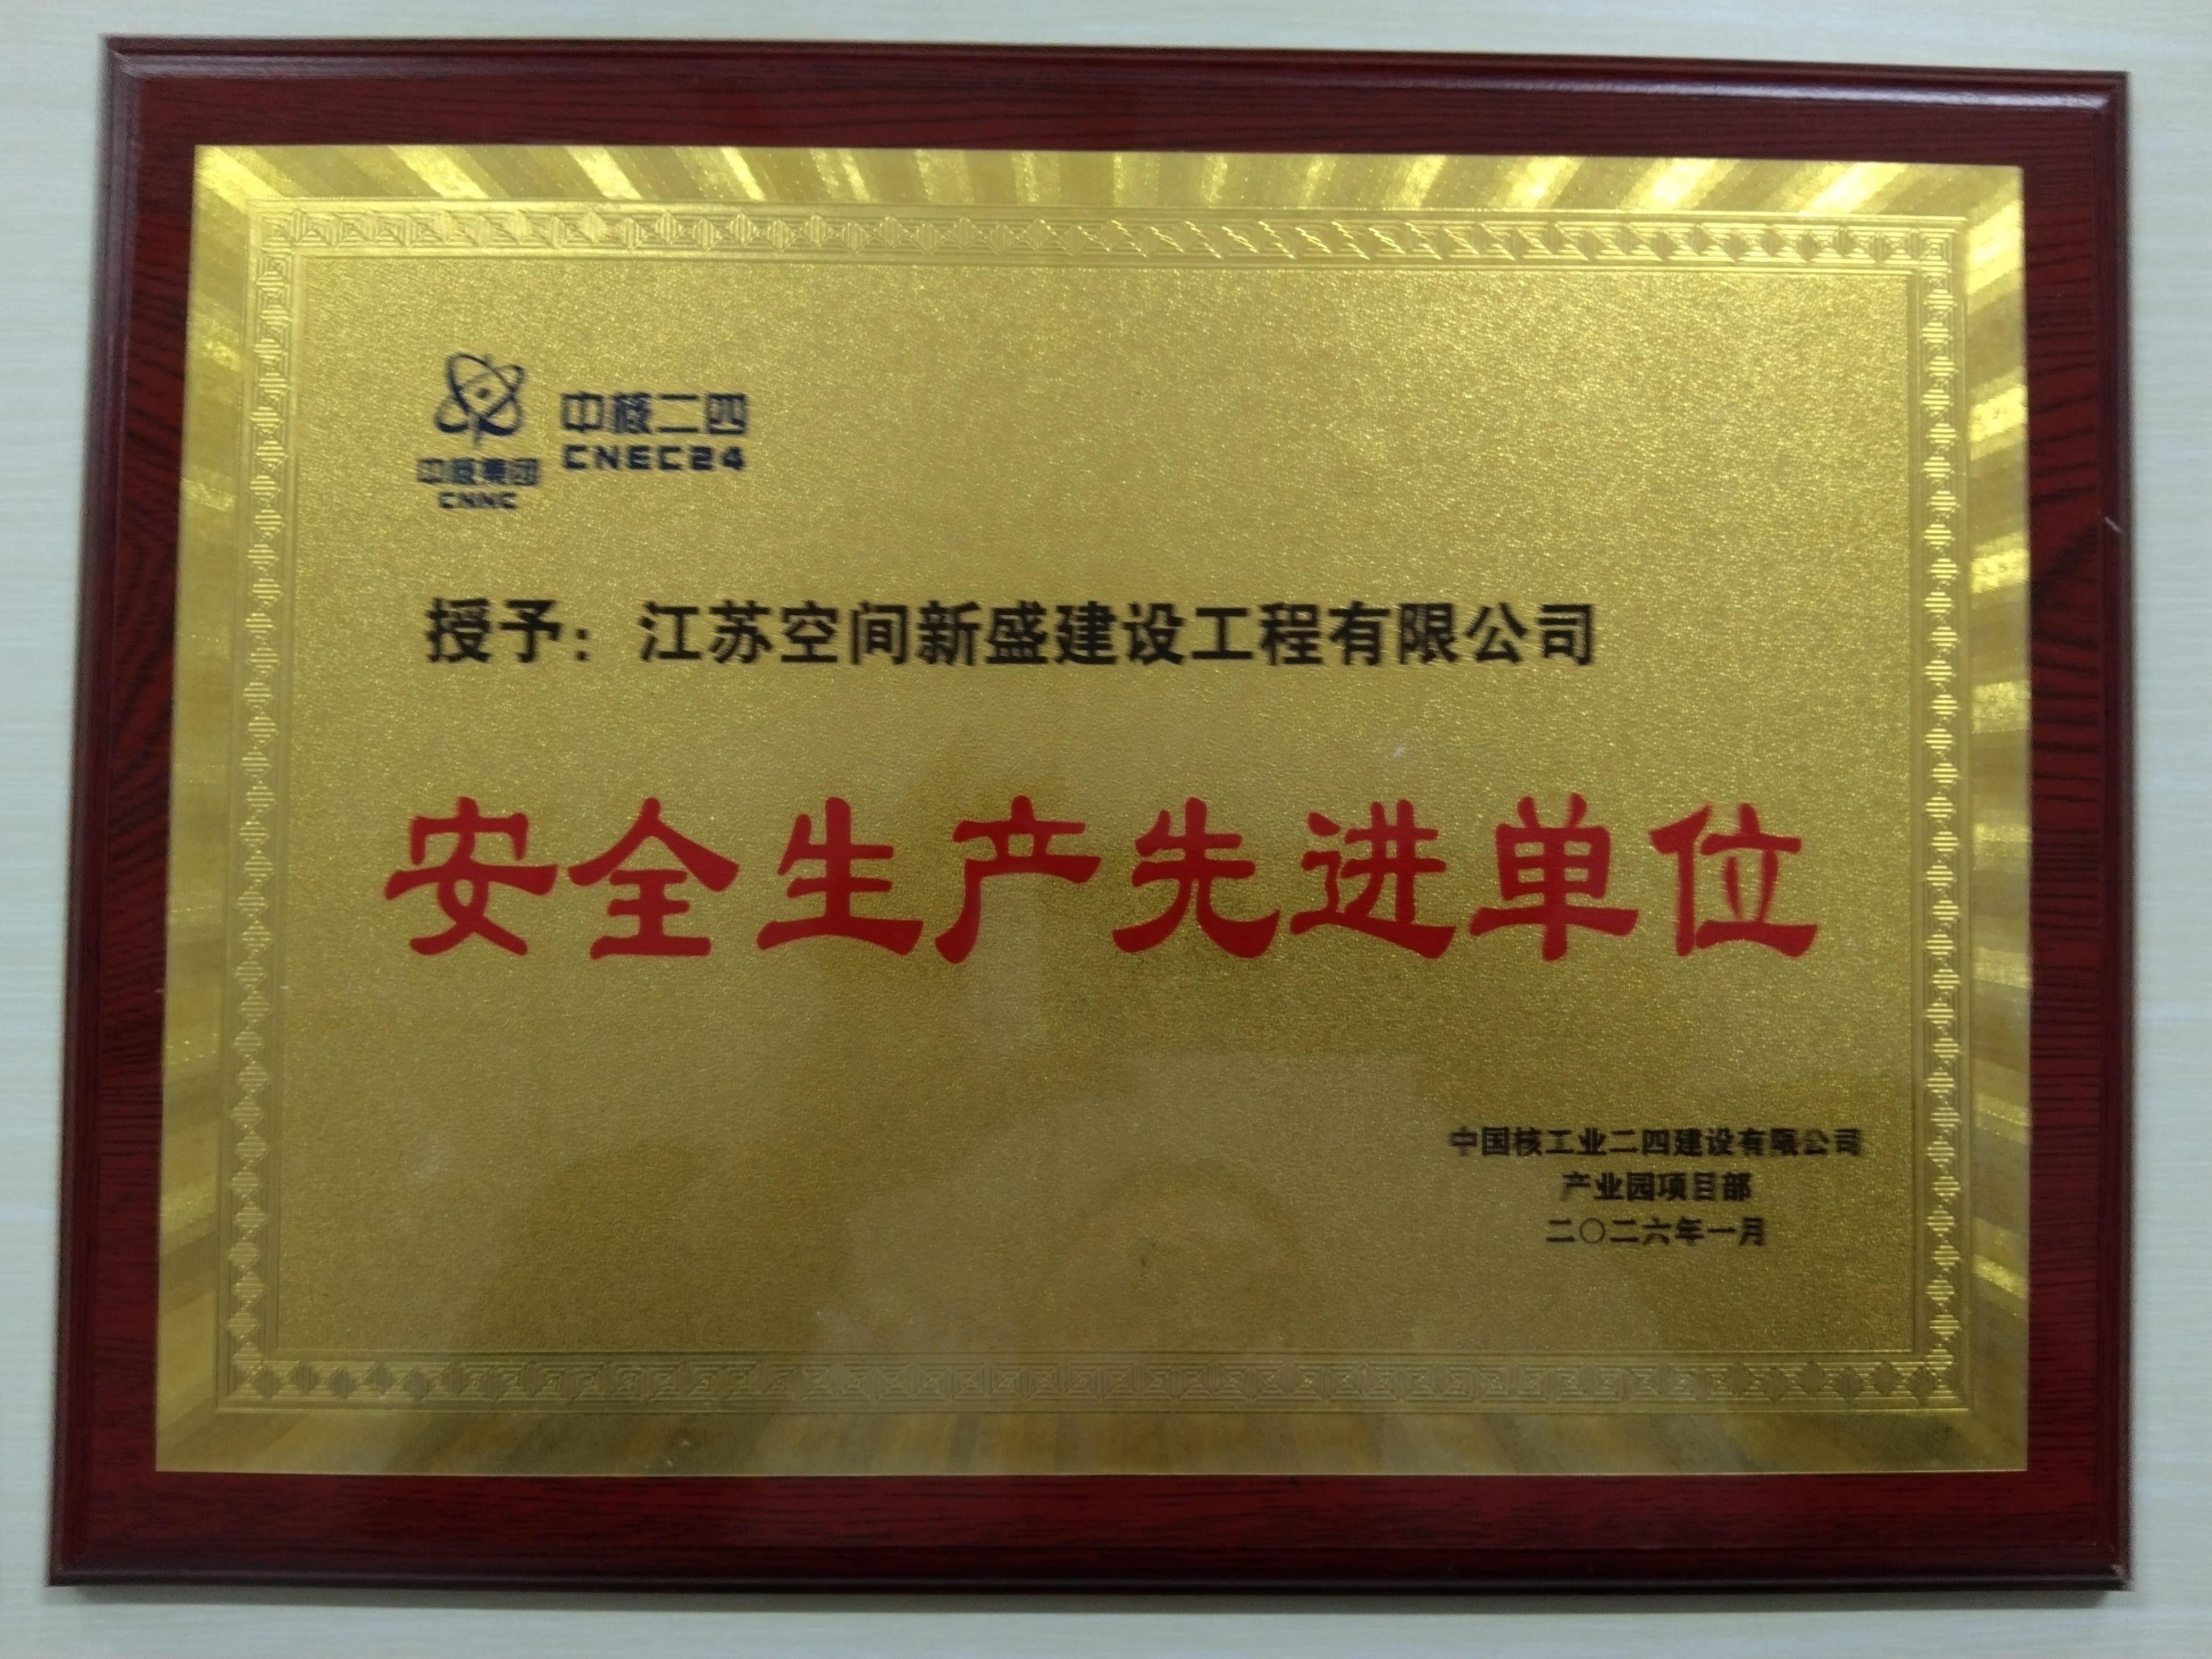 中核集团
CNNC
中核二四
CNEC24
授予：江苏空间新盛建设工程有限公司
安全生产先进单位
中国核工业二四建设有限公司
产业园项目部
二〇二六年一月